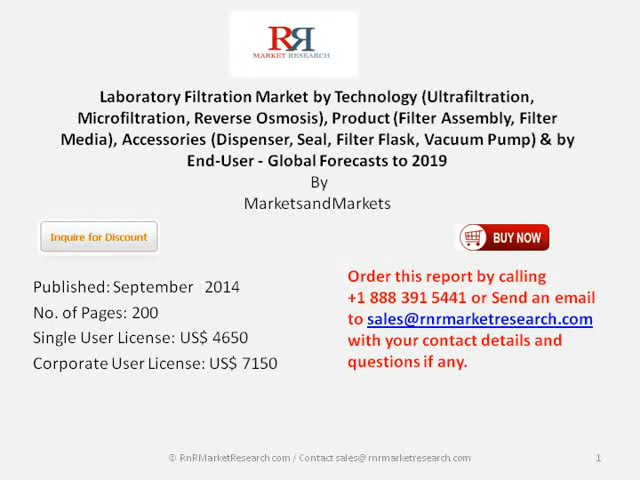 RR
MARKET RESEARCH
Laboratory Filtration Market by Technology (Ultrafiltration,
Microfiltration, Reverse Osmosis), Product (Filter Assembly, Filter
Media), Accessories (Dispenser, Seal, Filter Flask, Vacuum Pump) & by
End-User - Global Forecasts to 2019
By
MarketsandMarkets
Inquire for Discount
BUY NOW
Published: September 2014
No. of Pages: 200
Single User License: US$ 4650
Corporate User License: US$ 7150
Order this report by calling
+1 888 391 5441 or Send an email
to sales@rnrmarketresearch.com
with your contact details and
questions if any.
© RnRMarketResearch.com / Contact sales@rnrmarketresearch.com
1